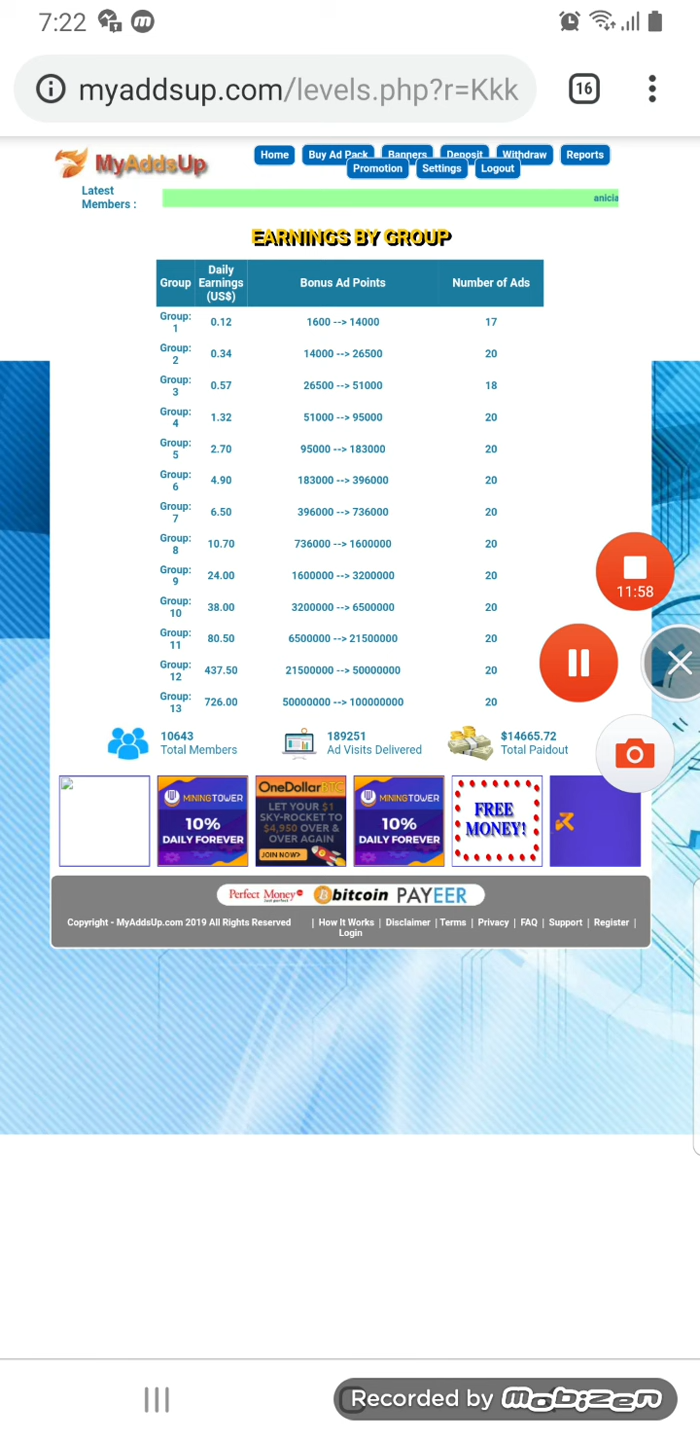 7:22
myaddsup.com/levels.php?r=Kkk
16
MyAddsUp
Home Buy Ad Pack Banners Deposit Withdraw Reports
Promotion Settings Logout
Latest
Members :
anicia
EARNINGS BY GROUP
Group Daily Earnings (US$) Bonus Ad Points Number of Ads
Group: 1 0.12 1600 --> 14000 17
Group: 2 0.34 14000 --> 26500 20
Group: 3 0.57 26500 --> 51000 18
Group: 4 1.32 51000 --> 95000 20
Group: 5 2.70 95000 --> 183000 20
Group: 6 4.90 183000 --> 396000 20
Group: 7 6.50 396000 --> 736000 20
Group: 8 10.70 736000 --> 1600000 20
Group: 9 24.00 1600000 --> 3200000 20
Group: 10 38.00 3200000 --> 6500000 20
Group: 11 80.50 6500000 --> 21500000 20
Group: 12 437.50 21500000 --> 50000000 20
Group: 13 726.00 50000000 --> 100000000 20
11:58
10643 189251 $14665.72
Total Members Ad Visits Delivered Total Paidout
MININGTOWER
10%
DAILY FOREVER
OneDollarBTC
LET YOUR $1
SKY-ROCKET TO
$4,950 OVER &
OVER AGAIN
JOIN NOW>
MININGTOWER
10%
DAILY FOREVER
FREE
MONEY!
Perfect Money bitcoin PAYEER
Copyright - MyAddsUp.com 2019 All Rights Reserved | How It Works | Disclaimer | Terms | Privacy | FAQ | Support | Register |
Login
Recorded by mobizen